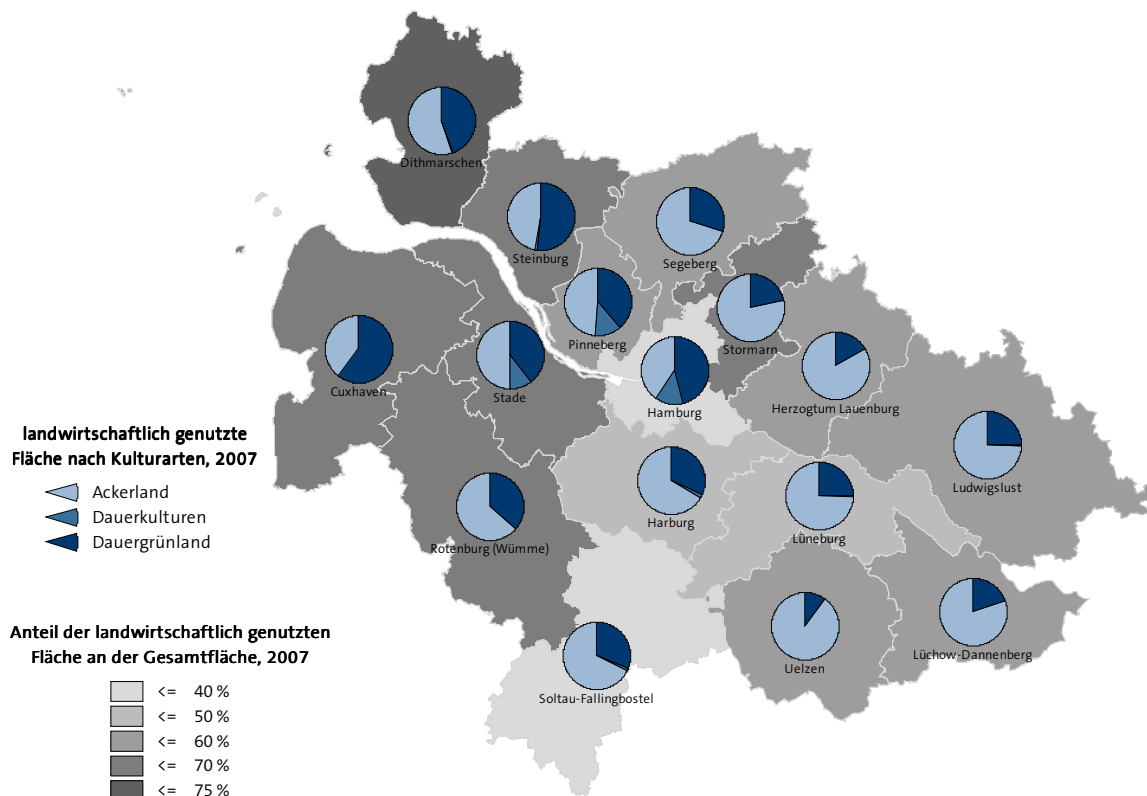 Dithmarschen
Steinburg
Segeberg
Pinneberg
Stormarn
Cuxhaven
Stade
Hamburg
Herzogtum Lauenburg
Ludwigslust
Harburg
Lüneburg
Rotenburg (Wümme)
Lüchow-Dannenberg
Uelzen
Soltau-Fallingbostel
landwirtschaftlich genutzte
Fläche nach Kulturarten, 2007
Ackerland
Dauerkulturen
Dauergrünland
Anteil der landwirtschaftlich genutzten
Fläche an der Gesamtfläche, 2007
<= 40 %
<= 50 %
<= 60 %
<= 70 %
<= 75 %